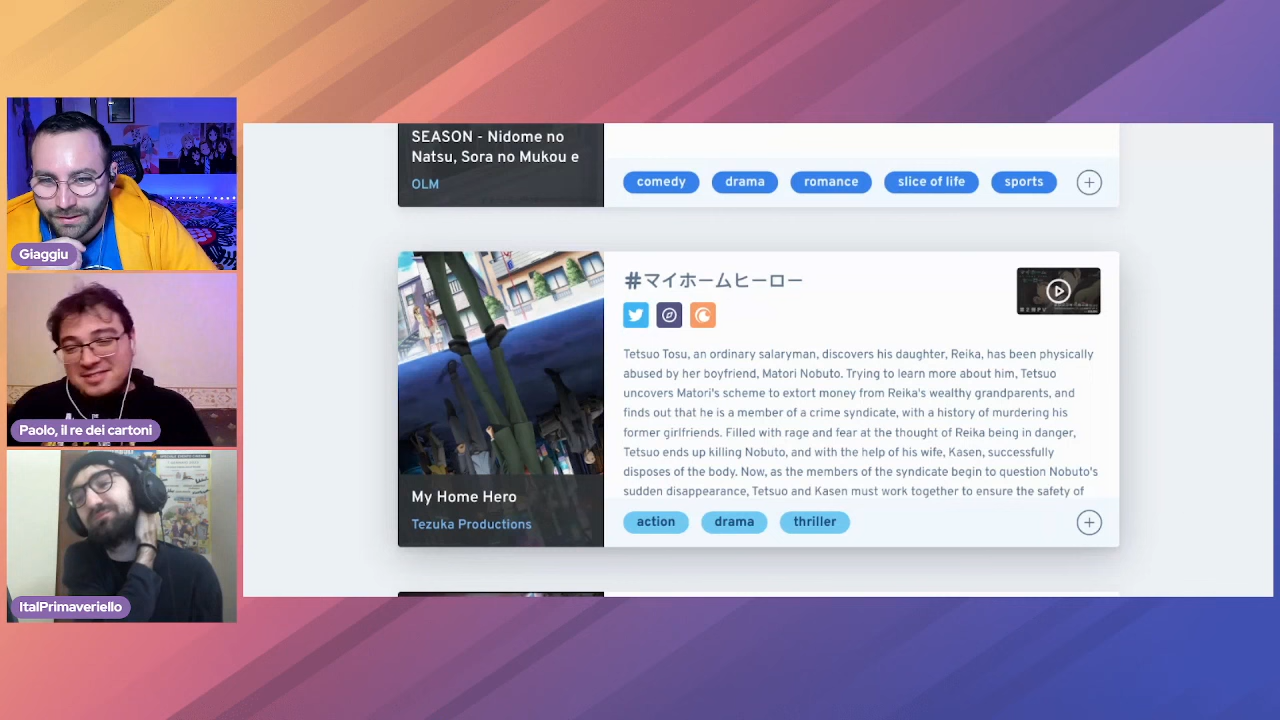 Giaggiu
Paolo, il re dei cartoni
ItalPrimaveriello
SEASON - Nidome no
Natsu, Sora no Mukou e
OLM
comedy
drama
romance
slice of life
sports
#マイホームヒーロー
Tetsuo Tosu, an ordinary salaryman, discovers his daughter, Reika, has been physically
abused by her boyfriend, Matori Nobuto. Trying to learn more about him, Tetsuo
uncovers Matori's scheme to extort money from Reika's wealthy grandparents, and
finds out that he is a member of a crime syndicate, with a history of murdering his
former girlfriends. Filled with rage and fear at the thought of Reika being in danger,
Tetsuo ends up killing Nobuto, and with the help of his wife, Kasen, successfully
disposes of the body. Now, as the members of the syndicate begin to question Nobuto's
sudden disappearance, Tetsuo and Kasen must work together to ensure the safety of
My Home Hero
Tezuka Productions
action
drama
thriller